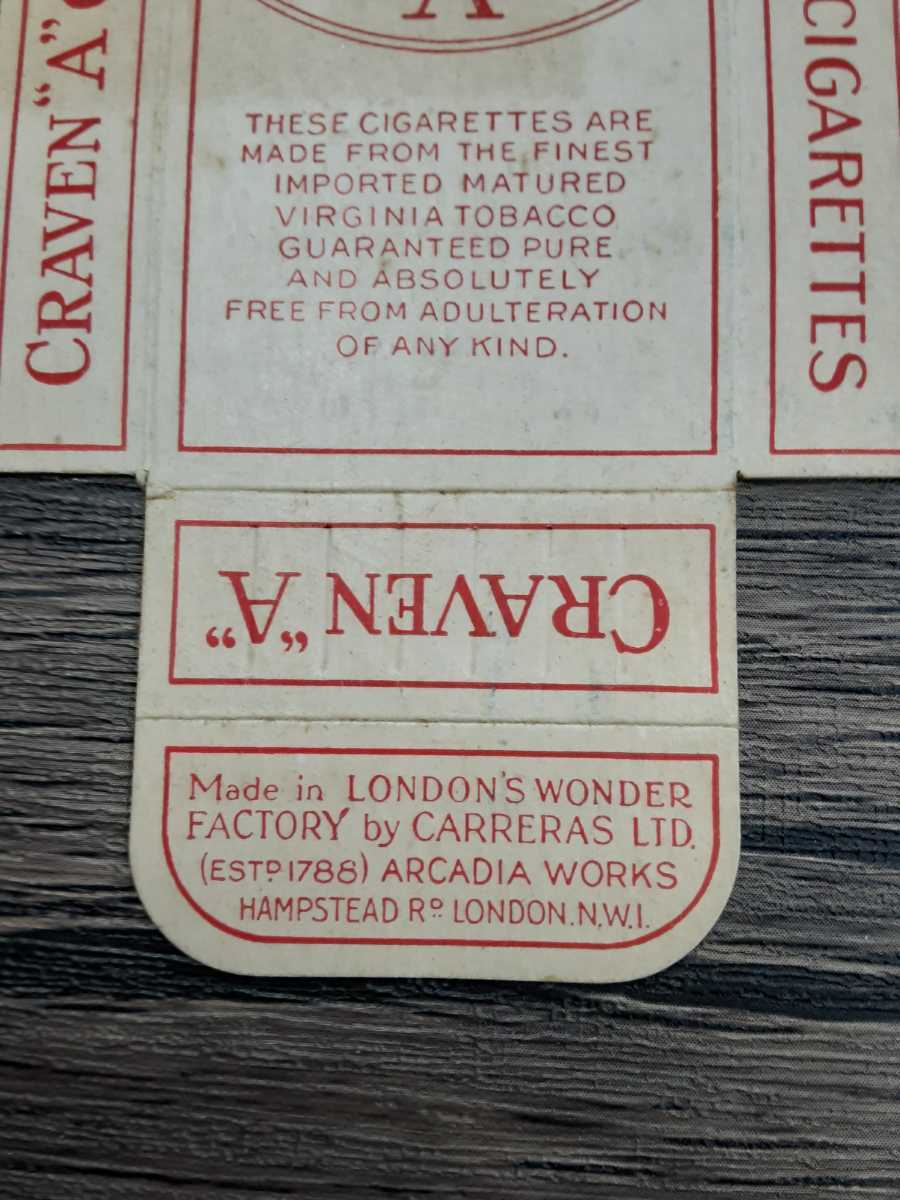 CRAVEN "A"
V
CIGARETTES
THESE CIGARETTES ARE
MADE FROM THE FINEST
IMPORTED MATURED
VIRGINIA TOBACCO
GUARANTEED PURE
AND ABSOLUTELY
FREE FROM ADULTERATION
OF ANY KIND.
CRAVEN "A"
Made in LONDON'S WONDER
FACTORY by CARRERAS LTD.
(ESTD 1788) ARCADIA WORKS
HAMPSTEAD RD LONDON.N.W.1.